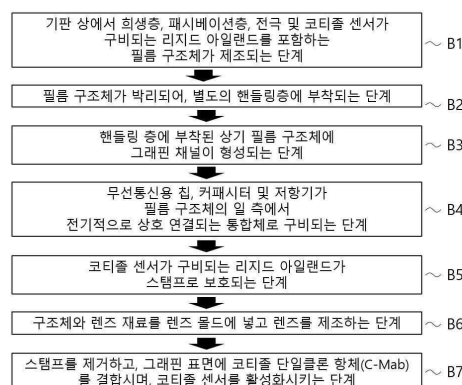 기판 상에서 희생층, 패시베이션층, 전극 및 코티졸 센서가
구비되는 리지드 아일랜드를 포함하는
필름 구조체가 제조되는 단계
B1
필름 구조체가 박리되어, 별도의 핸들링층에 부착되는 단계
B2
핸들링 층에 부착된 상기 필름 구조체에
그래핀 채널이 형성되는 단계
B3
무선통신용 칩, 커패시터 및 저항기가
필름 구조체의 일 측에서
전기적으로 상호 연결되는 통합체로 구비되는 단계
B4
코티졸 센서가 구비되는 리지드 아일랜드가
스탬프로 보호되는 단계
B5
구조체와 렌즈 재료를 렌즈 몰드에 넣고 렌즈를 제조하는 단계
B6
스탬프를 제거하고, 그래핀 표면에 코티졸 단일클론 항체(C-Mab)
를 결합시며, 코티졸 센서를 활성화시키는 단계
B7